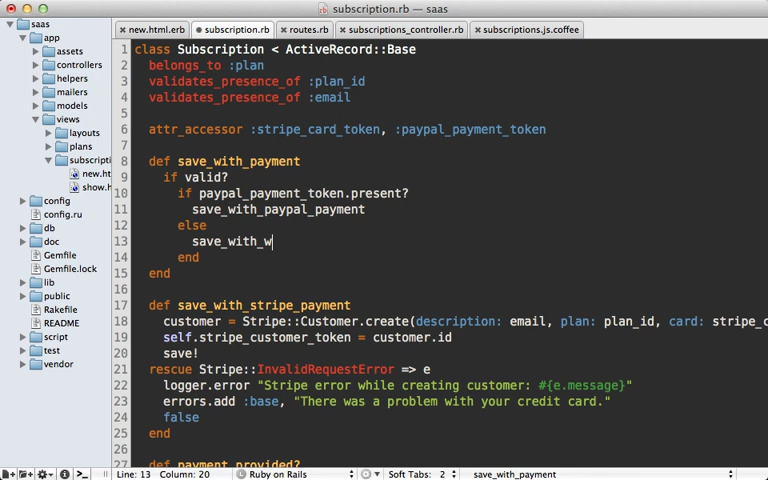 subscription.rb — saas
new.html.erb
subscription.rb
routes.rb
subscriptions_controller.rb
subscriptions.js.coffee
saas
app
assets
controllers
helpers
mailers
models
views
layouts
plans
subscripti
new.ht
show.h
config
config.ru
db
doc
Gemfile
Gemfile.lock
lib
public
Rakefile
README
script
test
vendor
1 class Subscription < ActiveRecord::Base
2 belongs_to :plan
3 validates_presence_of :plan_id
4 validates_presence_of :email
5
6 attr_accessor :stripe_card_token, :paypal_payment_token
7
8 def save_with_payment
9 if valid?
10 if paypal_payment_token.present?
11 save_with_paypal_payment
12 else
13 save_with_w
14 end
15 end
16
17 def save_with_stripe_payment
18 customer = Stripe::Customer.create(description: email, plan: plan_id, card: stripe_c
19 self.stripe_customer_token = customer.id
20 save!
21 rescue Stripe::InvalidRequestError => e
22 logger.error "Stripe error while creating customer: #{e.message}"
23 errors.add :base, "There was a problem with your credit card."
24 false
25 end
26
27 def payment_provided?
Line: 13 Column: 20
Ruby on Rails
Soft Tabs: 2
save_with_payment